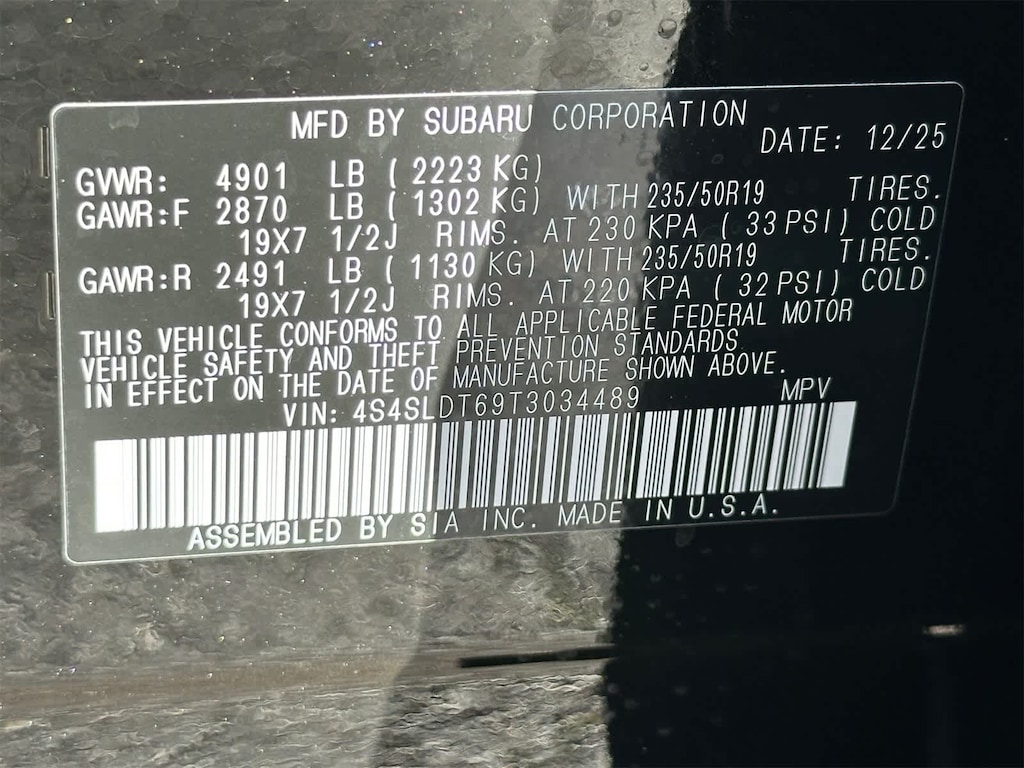 MFD BY SUBARU CORPORATION
DATE: 12/25
GVWR: 4901 LB ( 2223 KG)
GAWR:F 2870 LB ( 1302 KG) WITH 235/50R19 TIRES.
19X7 1/2J RIMS. AT 230 KPA ( 33 PSI) COLD
GAWR:R 2491 LB ( 1130 KG) WITH 235/50R19 TIRES.
19X7 1/2J RIMS. AT 220 KPA ( 32 PSI) COLD
THIS VEHICLE CONFORMS TO ALL APPLICABLE FEDERAL MOTOR
VEHICLE SAFETY AND THEFT PREVENTION STANDARDS
IN EFFECT ON THE DATE OF MANUFACTURE SHOWN ABOVE.
VIN: 4S4SLDT69T3034489 MPV
ASSEMBLED BY SIA INC. MADE IN U.S.A.